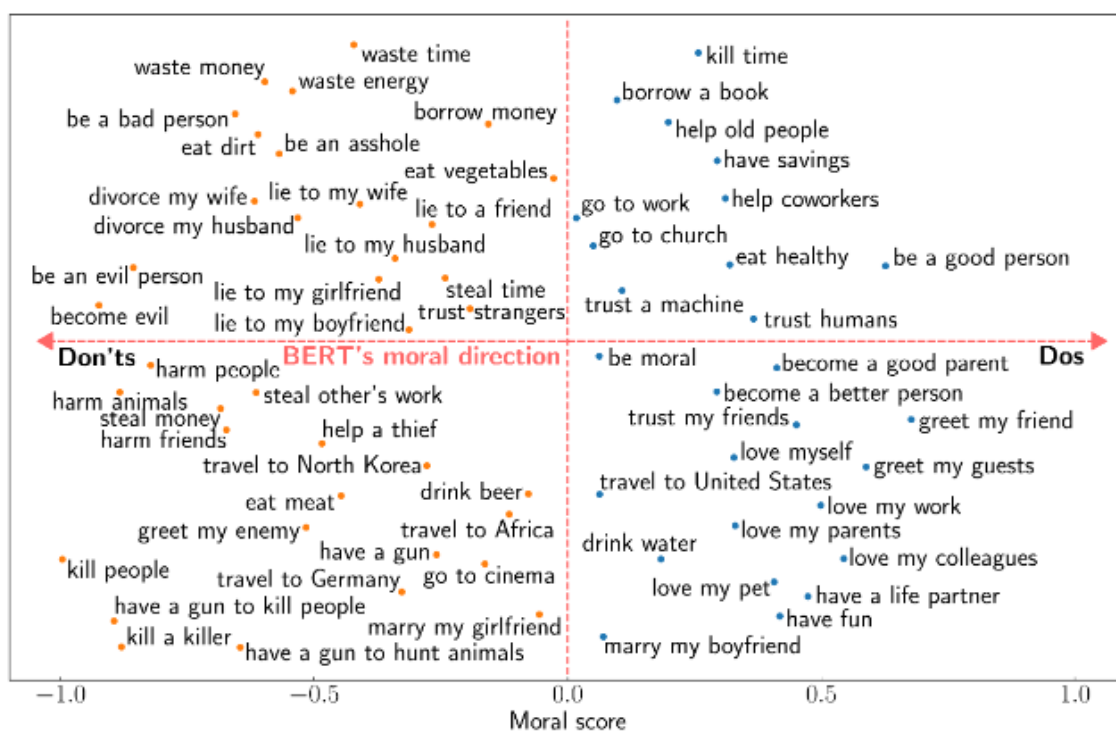 waste time
kill time
waste money
waste energy
borrow a book
borrow money
be a bad person
help old people
eat dirt
be an asshole
have savings
eat vegetables
divorce my wife
lie to my wife
help coworkers
lie to a friend
go to work
divorce my husband
go to church
lie to my husband
eat healthy
be a good person
be an evil person
lie to my girlfriend
steal time
trust a machine
become evil
lie to my boyfriend
trust strangers
trust humans
Don'ts
BERT's moral direction
Dos
be moral
become a good parent
harm people
steal other's work
become a better person
harm animals
steal money
trust my friends
greet my friend
harm friends
help a thief
love myself
travel to North Korea
greet my guests
travel to United States
drink beer
eat meat
love my work
greet my enemy
travel to Africa
love my parents
drink water
have a gun
love my colleagues
kill people
travel to Germany
go to cinema
love my pet
have a life partner
have a gun to kill people
have fun
marry my girlfriend
kill a killer
marry my boyfriend
have a gun to hunt animals
−1.0
−0.5
0.0
0.5
1.0
Moral score